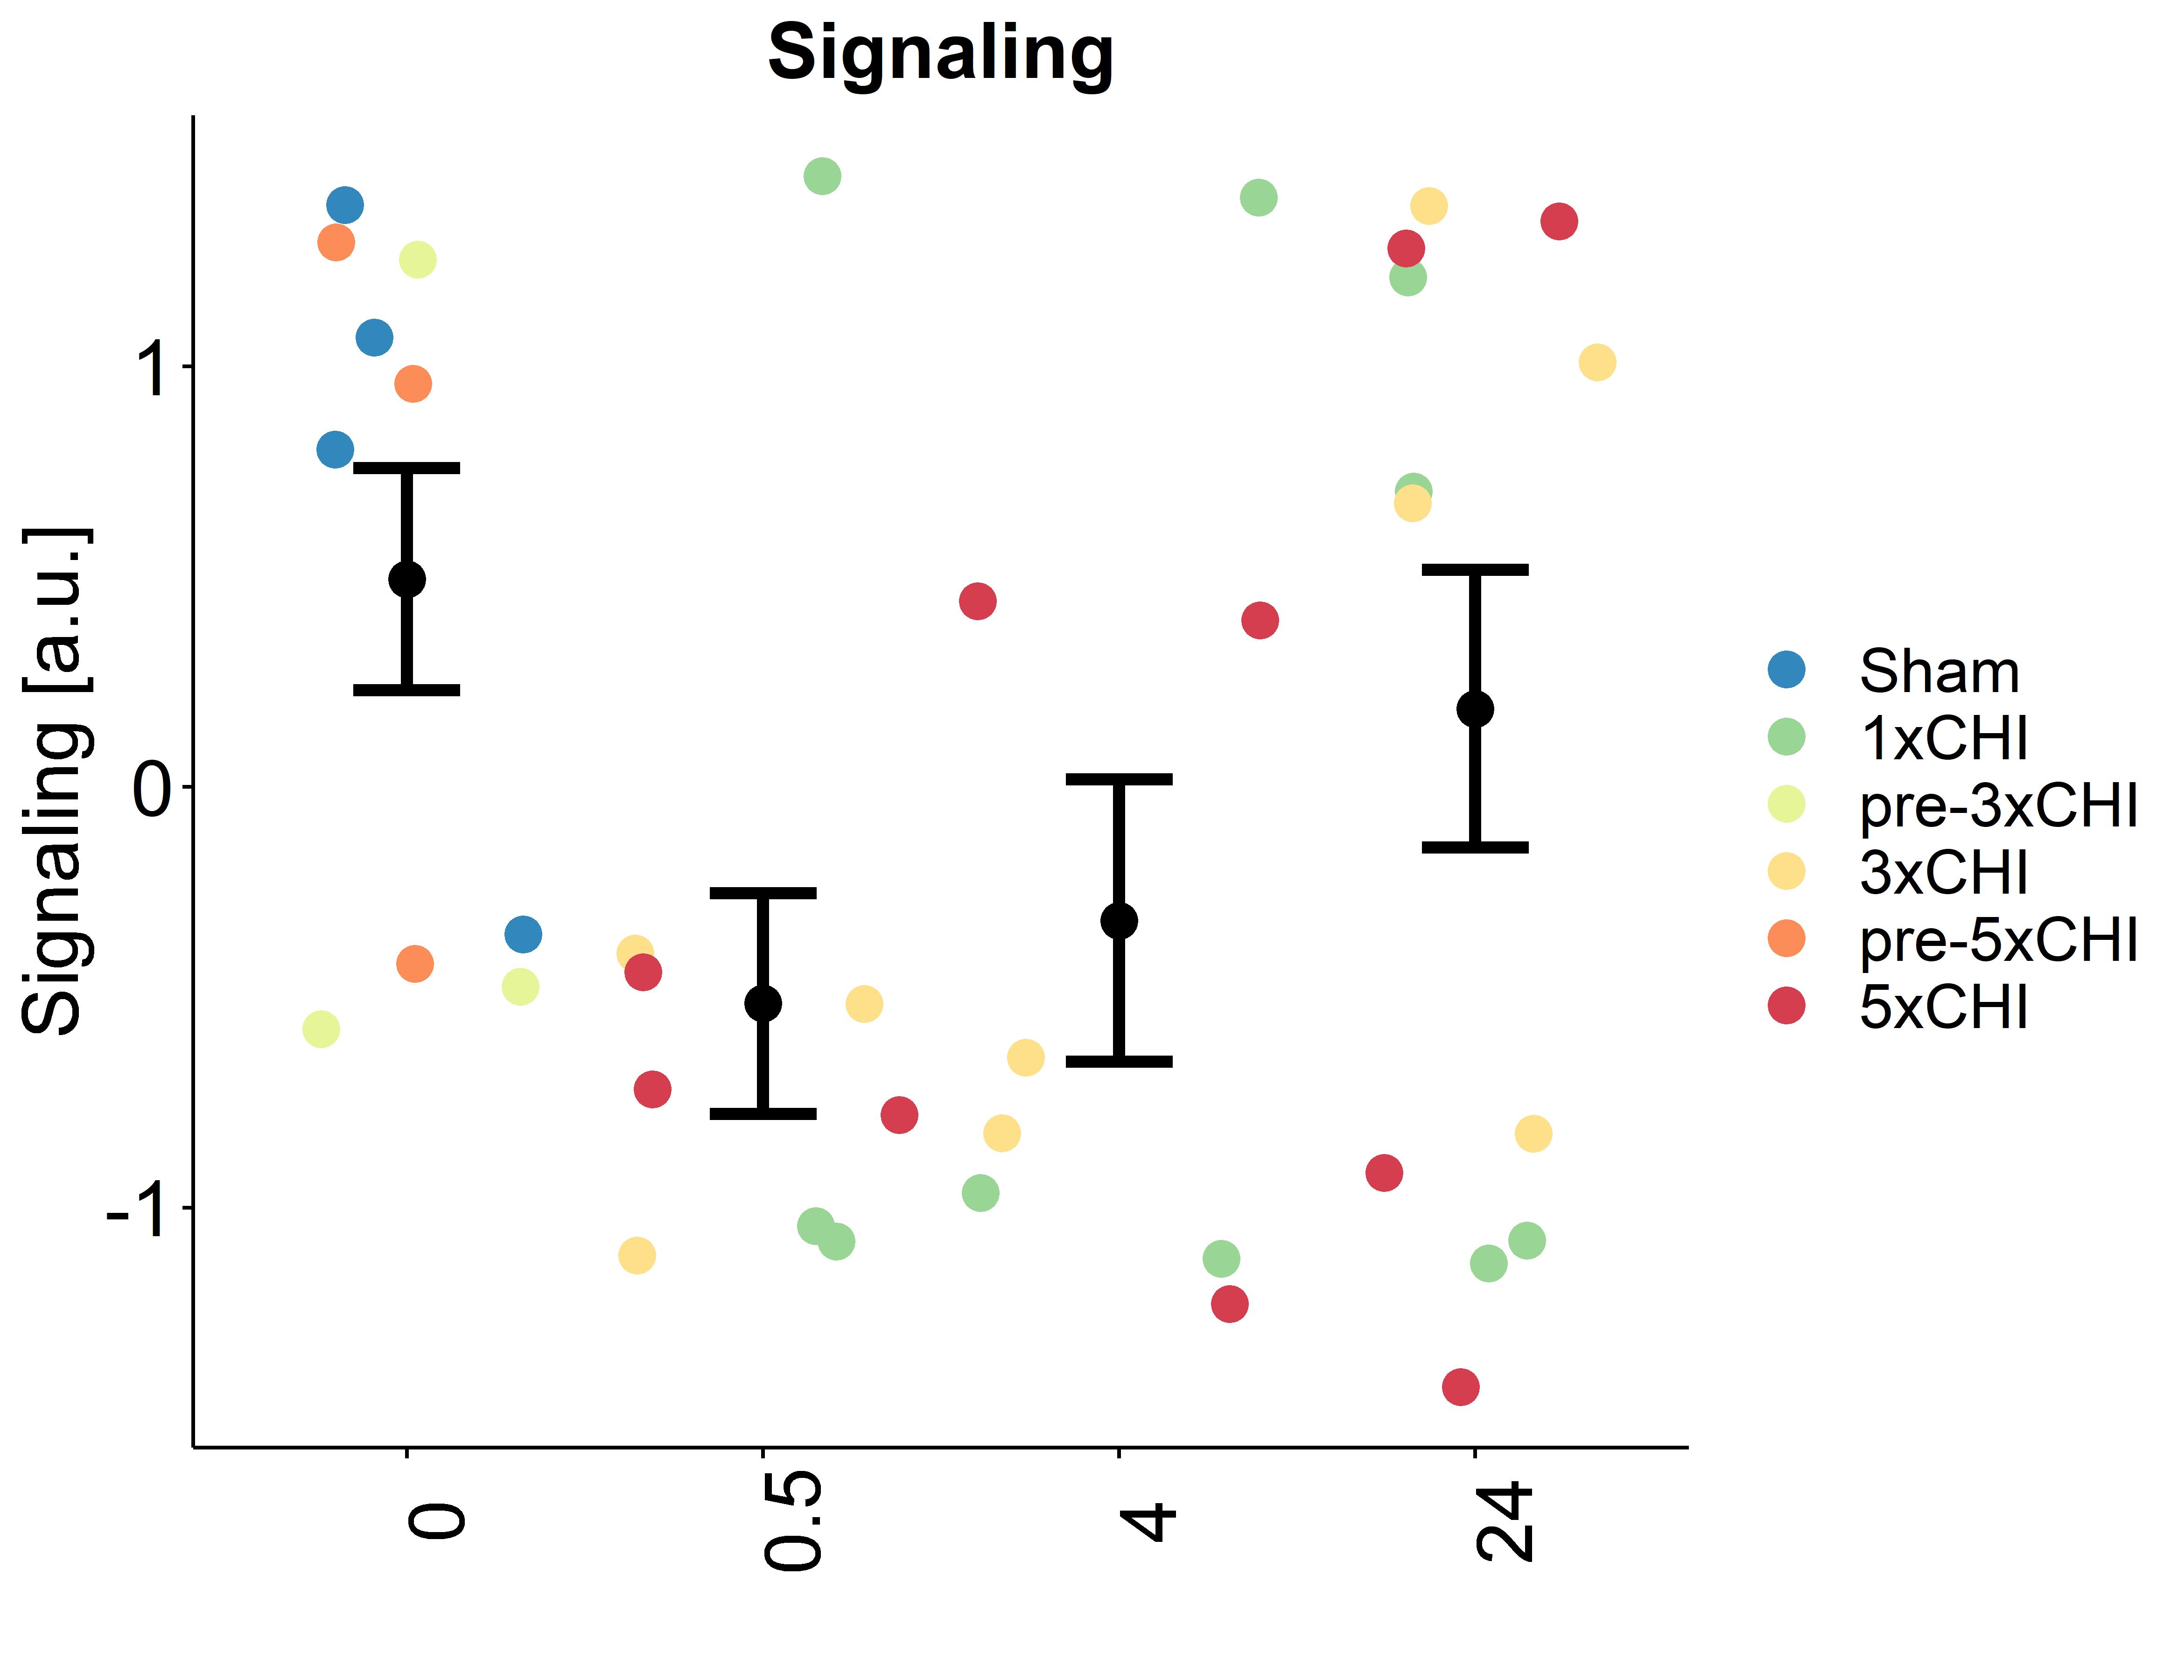 Signaling
Signaling [a.u.]
1
0
-1
0
0.5
4
24
Sham
1xCHI
pre-3xCHI
3xCHI
pre-5xCHI
5xCHI